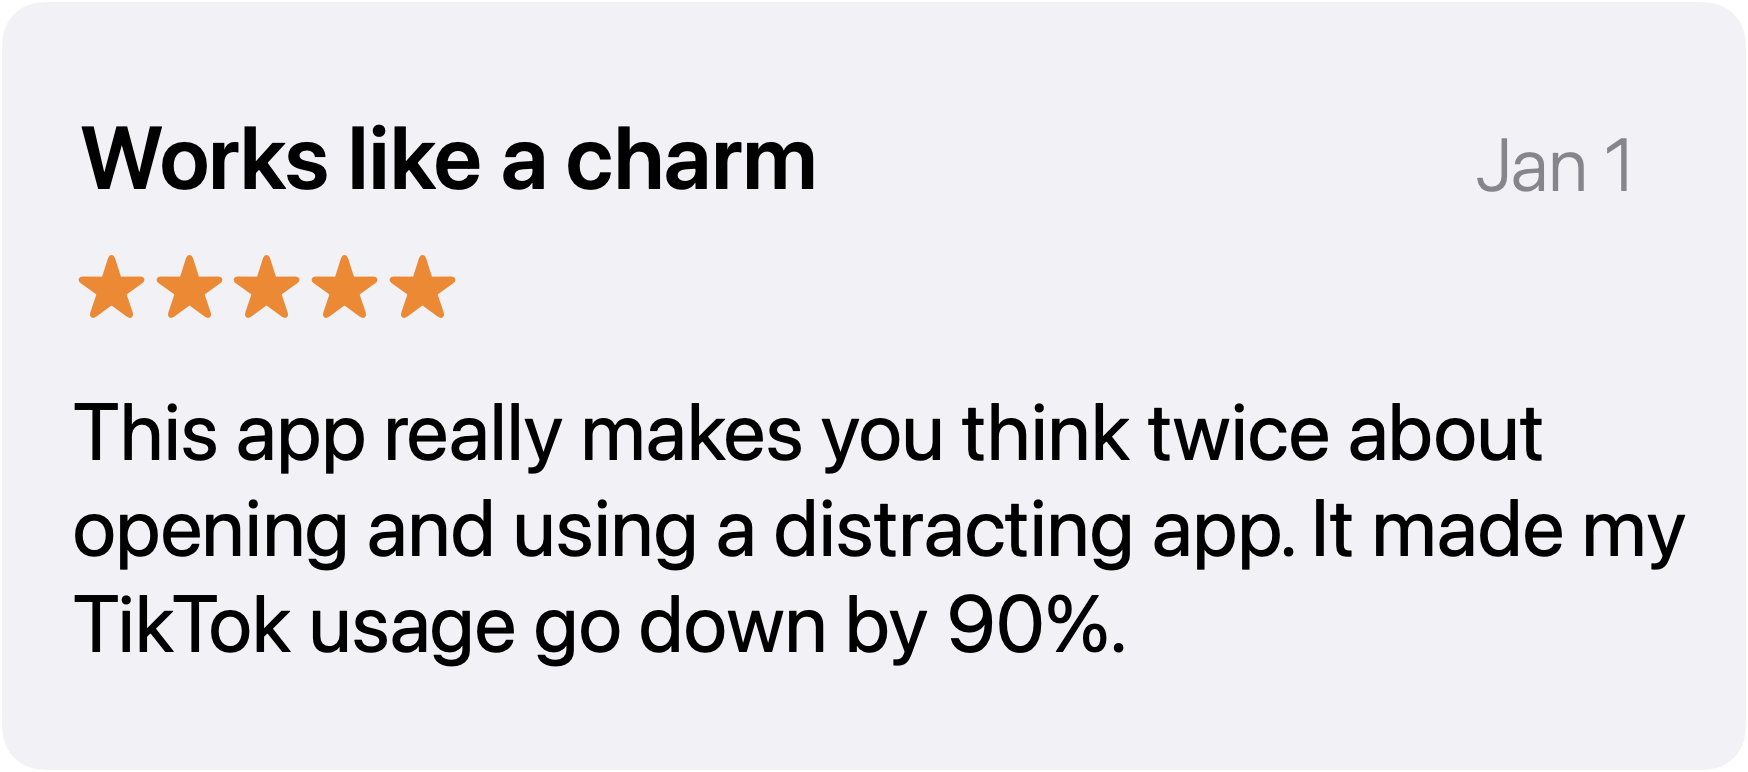 Works like a charm
Jan 1
This app really makes you think twice about
opening and using a distracting app. It made my
TikTok usage go down by 90%.